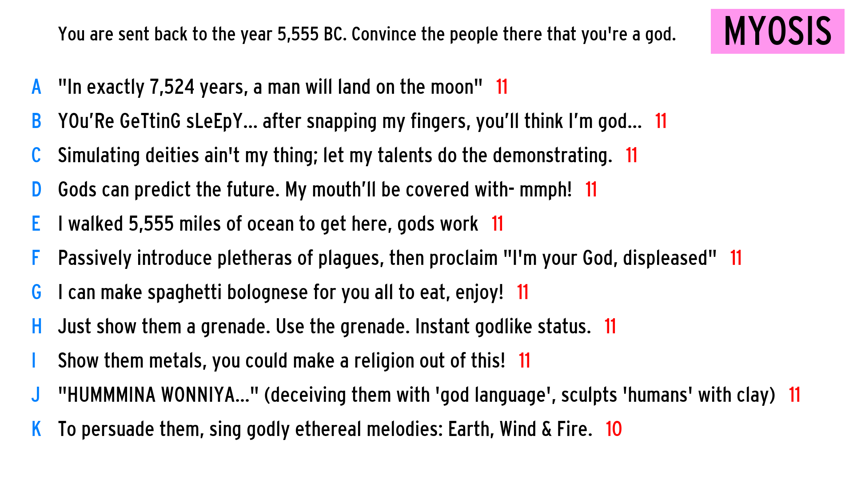 You are sent back to the year 5,555 BC. Convince the people there that you're a god.
MYOSIS
A "In exactly 7,524 years, a man will land on the moon" 11
B YOu’Re GeTtinG sLeEpY... after snapping my fingers, you’ll think I’m god... 11
C Simulating deities ain't my thing; let my talents do the demonstrating. 11
D Gods can predict the future. My mouth’ll be covered with- mmph! 11
E I walked 5,555 miles of ocean to get here, gods work 11
F Passively introduce pletheras of plagues, then proclaim "I'm your God, displeased" 11
G I can make spaghetti bolognese for you all to eat, enjoy! 11
H Just show them a grenade. Use the grenade. Instant godlike status. 11
I Show them metals, you could make a religion out of this! 11
J "HUMMMINA WONNIYA..." (deceiving them with 'god language', sculpts 'humans' with clay) 11
K To persuade them, sing godly ethereal melodies: Earth, Wind & Fire. 10